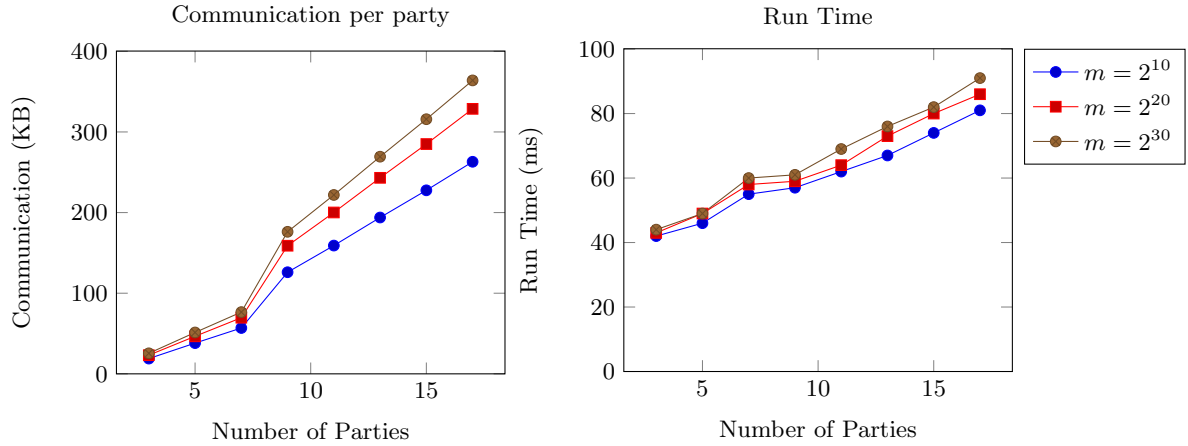 Communication per party
400
300
200
100
0
5
10
15
Communication (KB)
Number of Parties
Run Time
100
80
60
40
20
0
5
10
15
Run Time (ms)
Number of Parties
m = 2^10
m = 2^20
m = 2^30